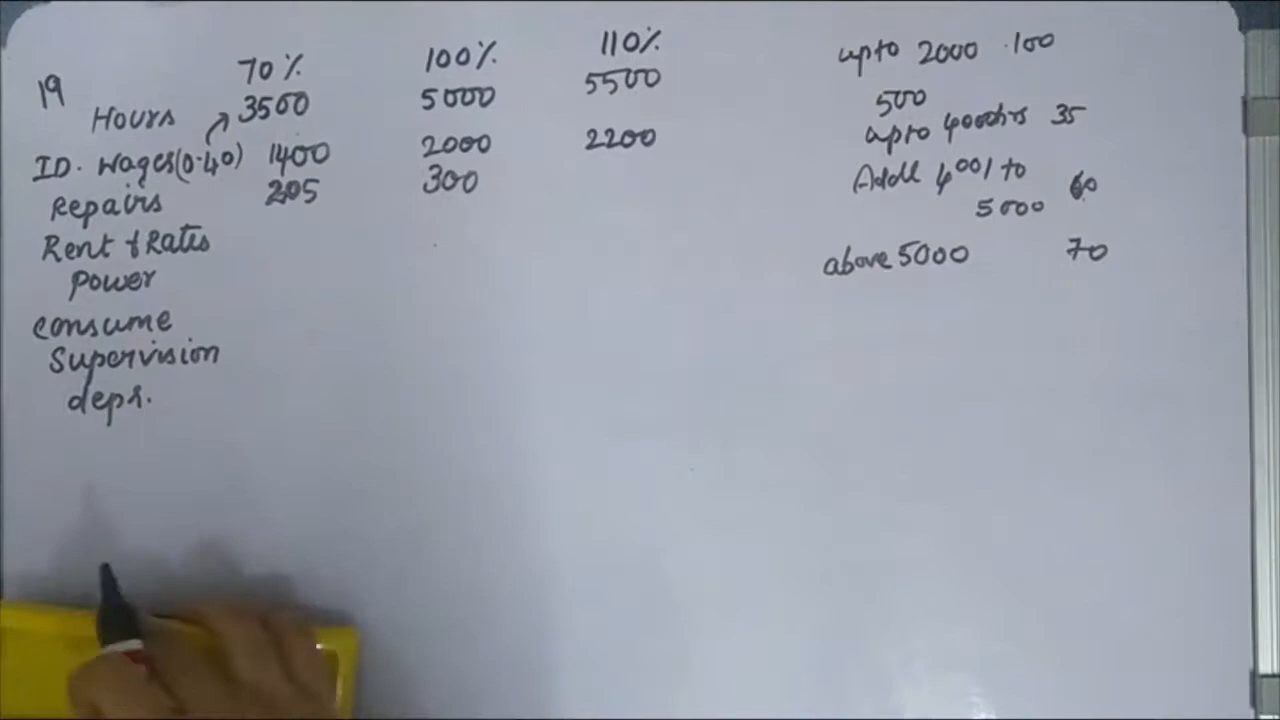 19 70% 100% 110%
Hours 3500 5000 5500
ID. Wages(0.40) 1400 2000 2200
Repairs 205 300
Rent & Rates
Power
consume
Supervision
depr.
upto 2000 100
500
upto 4000hrs 35
Addl 4001 to
5000 60
above 5000 70